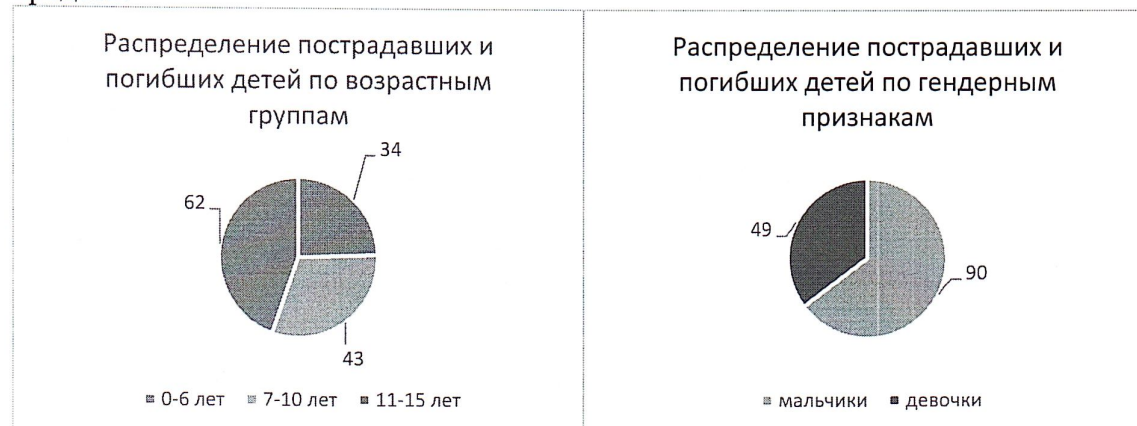 Распределение пострадавших и
погибших детей по возрастным
группам
34
62
43
0-6 лет 7-10 лет 11-15 лет
Распределение пострадавших и
погибших детей по гендерным
признакам
49
90
мальчики девочки